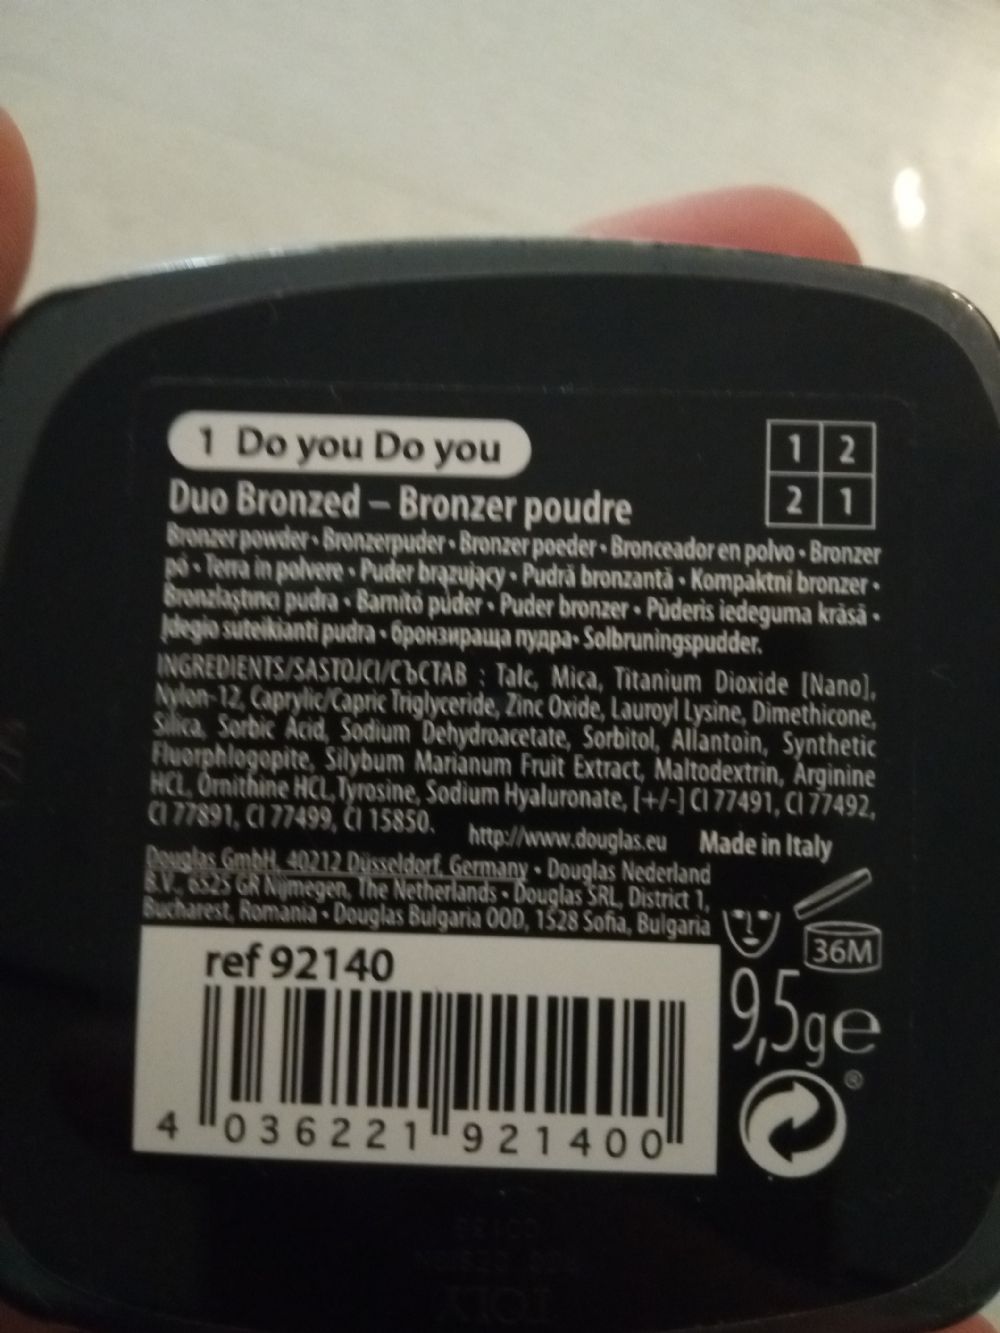 1 Do you Do you
1 2
2 1
Duo Bronzed – Bronzer poudre
Bronzer powder • Bronzerpuder • Bronzer poeder • Bronceador en polvo • Bronzer
pó • Terra in polvere • Puder brązujący • Pudră bronzantă • Kompaktní bronzer •
Bronzlaştırıcı pudra • Barnító púder • Puder bronzer • Pūderis iedeguma krāsā •
Įdegio suteikianti pudra • бронзираща пудра • Solbruningspudder.
INGREDIENTS/SASTOJCI/СЪСТАВ : Talc, Mica, Titanium Dioxide [Nano],
Nylon-12, Caprylic/Capric Triglyceride, Zinc Oxide, Lauroyl Lysine, Dimethicone,
Silica, Sorbic Acid, Sodium Dehydroacetate, Sorbitol, Allantoin, Synthetic
Fluorphlogopite, Silybum Marianum Fruit Extract, Maltodextrin, Arginine
HCL, Ornithine HCL, Tyrosine, Sodium Hyaluronate, [+/-] CI 77491, CI 77492,
CI 77891, CI 77499, CI 15850.
http://www.douglas.eu Made in Italy
Douglas GmbH, 40212 Düsseldorf, Germany • Douglas Nederland
B.V., 6525 GR Nijmegen, The Netherlands • Douglas SRL, District 1,
Bucharest, Romania • Douglas Bulgaria OOD, 1528 Sofia, Bulgaria
36M
ref 92140
9,5g e
4 036221 921400
®